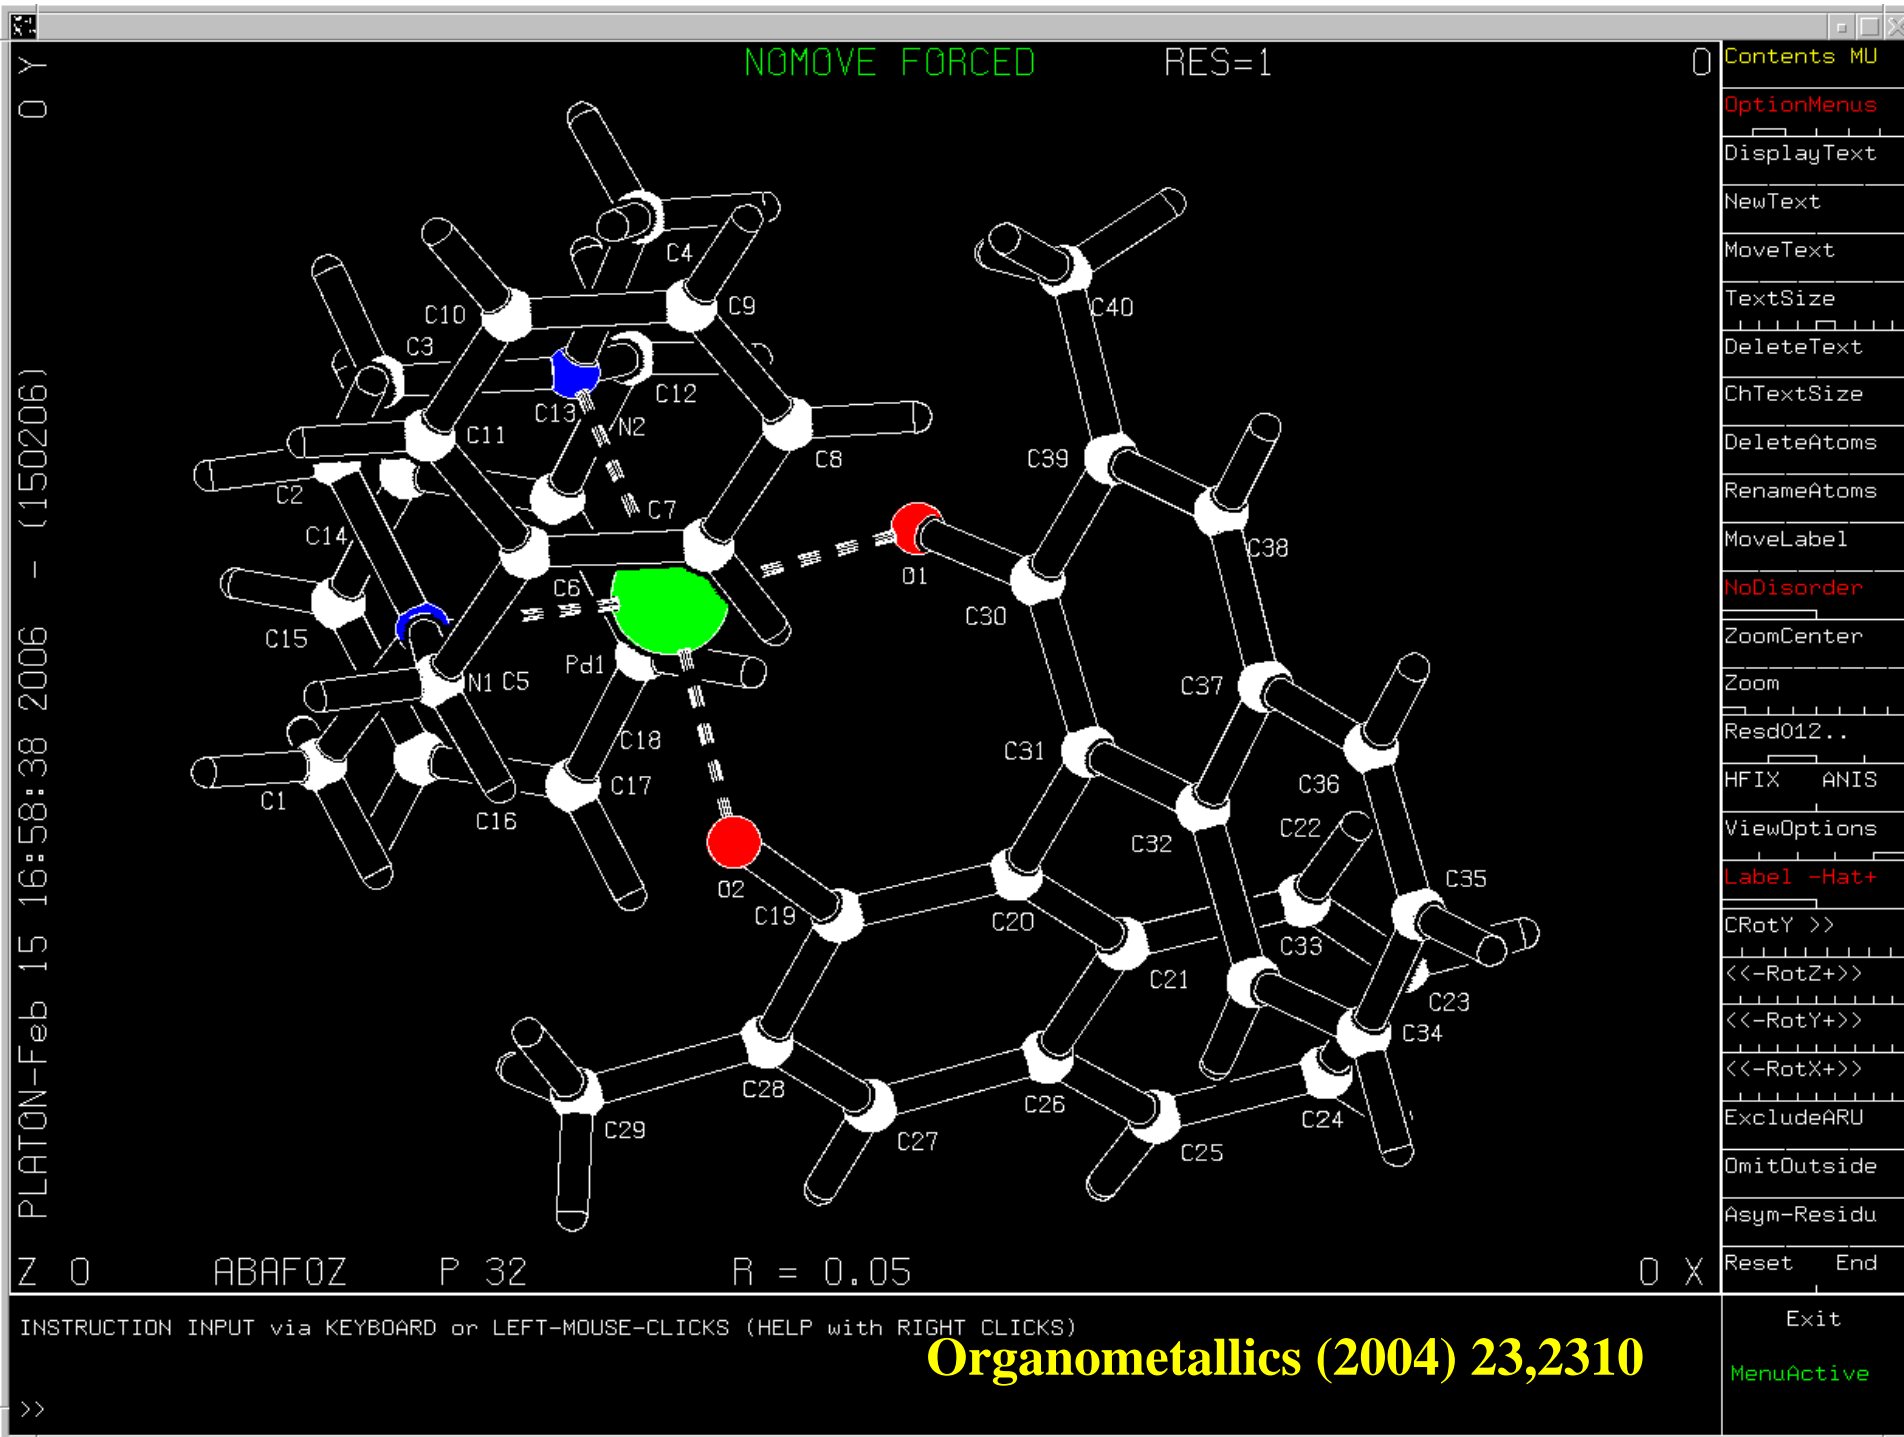 NOMOVE FORCED
RES=1
O
O Y
PLATON-Feb 15 16:58:38 2006 - (150206)
C4
C10
C9
C3
C12
C13
N2
C11
C8
C2
C7
C14
C6
C15
Pd1
N1
C5
C18
C1
C17
C16
C40
C39
C38
O1
C30
C37
C31
C36
C22
C32
C35
O2
C19
C20
C33
C21
C23
C34
C28
C26
C24
C29
C27
C25
Z 0
ABAFOZ
P 32
R = 0.05
0 X
Contents MU
OptionMenus
DisplayText
NewText
MoveText
TextSize
DeleteText
ChTextSize
DeleteAtoms
RenameAtoms
MoveLabel
NoDisorder
ZoomCenter
Zoom
Resd012..
HFIX ANIS
ViewOptions
Label -Hat+
CRotY >>
<<-RotZ+>>
<<-RotY+>>
<<-RotX+>>
ExcludeARU
OmitOutside
Asym-Residu
Reset End
Exit
MenuActive
INSTRUCTION INPUT via KEYBOARD or LEFT-MOUSE-CLICKS (HELP with RIGHT CLICKS)
Organometallics (2004) 23,2310
>>